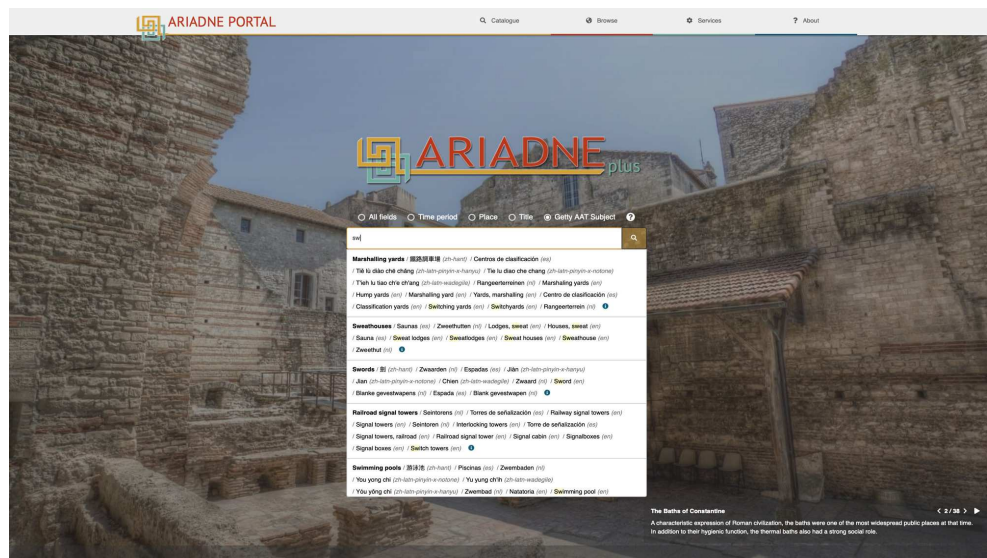 ARIADNE PORTAL
Catalogue
Browse
Services
? About
ARIADNE plus
All fields
Time period
Place
Title
Getty AAT Subject
?
sw
Marshalling yards / 鐵路調車場 (zh-hant) / Centros de clasificación (es)
/ Tiě lù diào chē chǎng (zh-latn-pinyin-x-hanyu) / Tie lu diao che chang (zh-latn-pinyin-x-notone)
/ T'ieh lu tiao ch'e ch'ang (zh-latn-wadegile) / Rangeerterreinen (nl) / Marshaling yards (en)
/ Hump yards (en) / Marshalling yard (en) / Yards, marshalling (en) / Centro de clasificación (es)
/ Classification yards (en) / Switching yards (en) / Switchyards (en) / Rangeerterrein (nl)
Sweathouses / Saunas (es) / Zweethutten (nl) / Lodges, sweat (en) / Houses, sweat (en)
/ Sauna (es) / Sweat lodges (en) / Sweatlodges (en) / Sweat houses (en) / Sweathouse (en)
/ Zweethut (nl)
Swords / 劍 (zh-hant) / Zwaarden (nl) / Espadas (es) / Jiàn (zh-latn-pinyin-x-hanyu)
/ Jian (zh-latn-pinyin-x-notone) / Chien (zh-latn-wadegile) / Zwaard (nl) / Sword (en)
/ Blanke gevestwapens (nl) / Espada (es) / Blank gevestwapen (nl)
Railroad signal towers / Seintorens (nl) / Torres de señalización (es) / Railway signal towers (en)
/ Signal towers (en) / Seintoren (nl) / Interlocking towers (en) / Torre de señalización (es)
/ Signal towers, railroad (en) / Railroad signal tower (en) / Signal cabin (en) / Signalboxes (en)
/ Signal boxes (en) / Switch towers (en)
Swimming pools / 游泳池 (zh-hant) / Piscinas (es) / Zwembaden (nl)
/ You yong chi (zh-latn-pinyin-x-notone) / Yu yung ch'ih (zh-latn-wadegile)
/ Yóu yǒng chí (zh-latn-pinyin-x-hanyu) / Zwembad (nl) / Natatoria (en) / Swimming pool (en)
The Baths of Constantine
< 2 / 38 >
A characteristic expression of Roman civilization, the baths were one of the most widespread public places at that time.
In addition to their hygienic function, the thermal baths also had a strong social role.